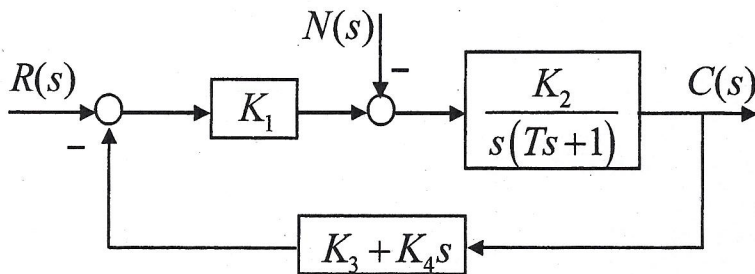 N(s)
–
R(s)
–
K₁
K₂
s(Ts+1)
C(s)
K₃ + K₄s